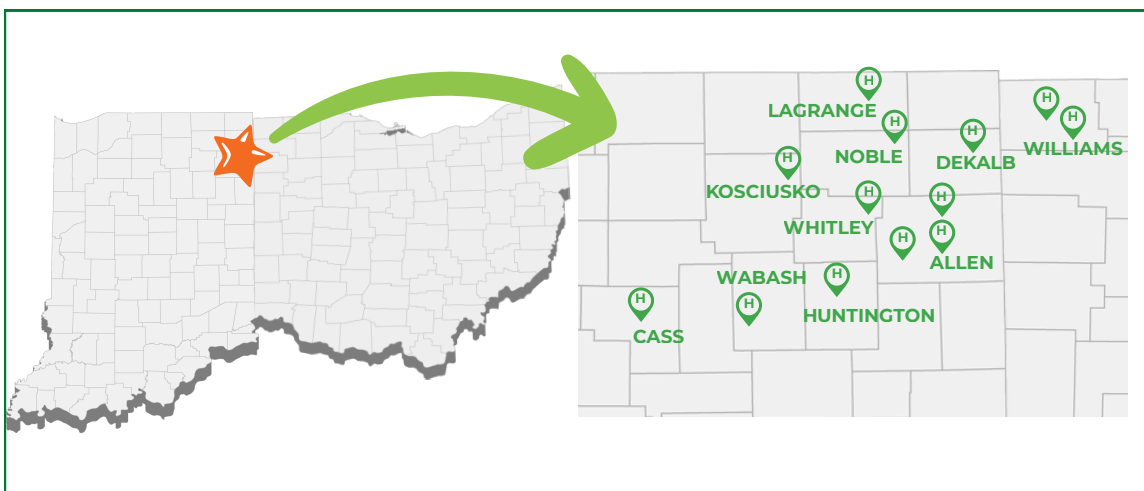 H
H
LAGRANGE
H
H
H
NOBLE
DEKALB
WILLIAMS
H
KOSCIUSKO
H
H
WHITLEY
H
H
ALLEN
WABASH
H
H
H
HUNTINGTON
CASS